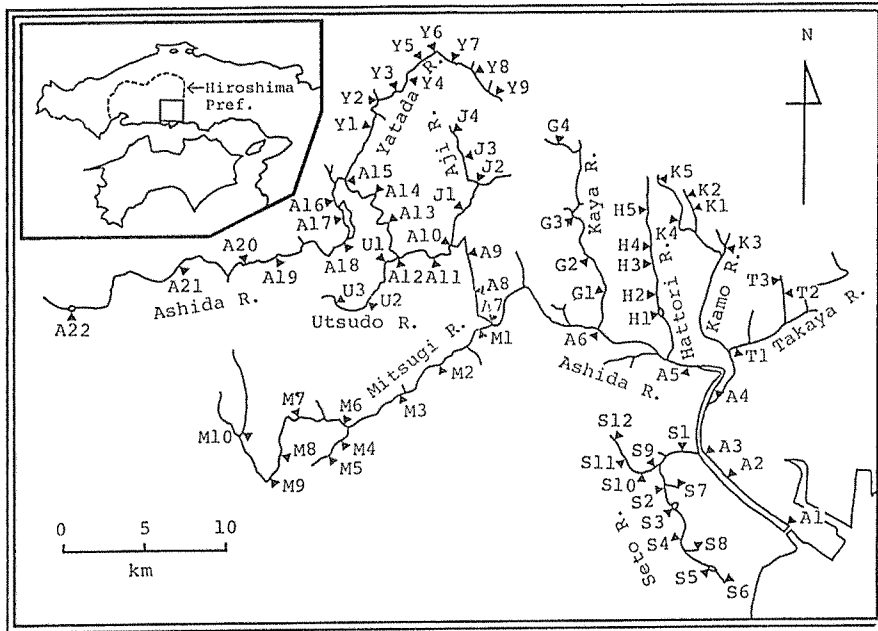 Hiroshima
Pref.
N
Y6
Y5
Y7
Y3
Y8
Y4
Y9
Y2
Y1
Yatada R.
Aji R.
J4
J3
J2
J1
G4
G3
G2
G1
Kaya R.
K5
K2
K1
K4
K3
H5
H4
H3
H2
H1
Hattori R.
Kamo R.
T3
T2
T1
Takaya R.
A15
A14
A16
A13
A17
A10
A9
A20
U1
A19
A18
A12
A11
A21
A8
U3
U2
A7
A22
Ashida R.
Utsudo R.
M1
A6
Mitsugi R.
Ashida R.
A5
M2
A4
M3
M7
M6
M10
M4
M8
M5
M9
S12
S1
S9
A3
S11
A2
S10
S2
S7
S3
A1
S4
S8
S5
S6
Seto R.
0 5 10
km